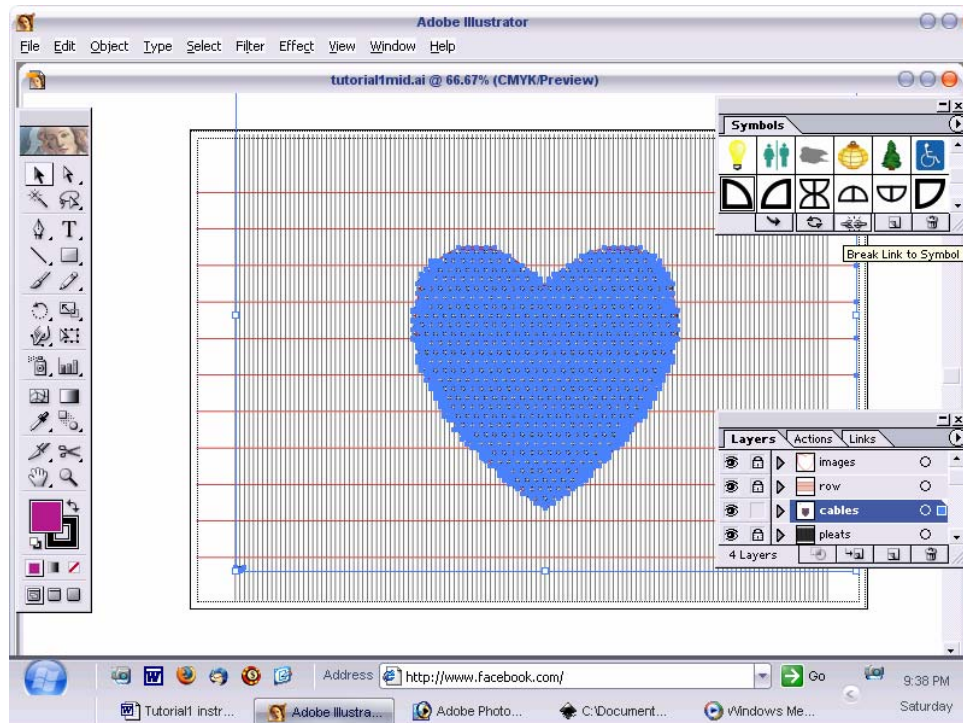 Adobe Illustrator
File Edit Object Type Select Filter Effect View Window Help
tutorial1mid.ai @ 66.67% (CMYK/Preview)
Symbols
Break Link to Symbol
Layers Actions Links
images
row
cables
pleats
4 Layers
T
Address http://www.facebook.com/ Go
9:38 PM
Saturday
W Tutorial1 instr... Adobe Illustra... Adobe Photo... C:\Document... Windows Me...